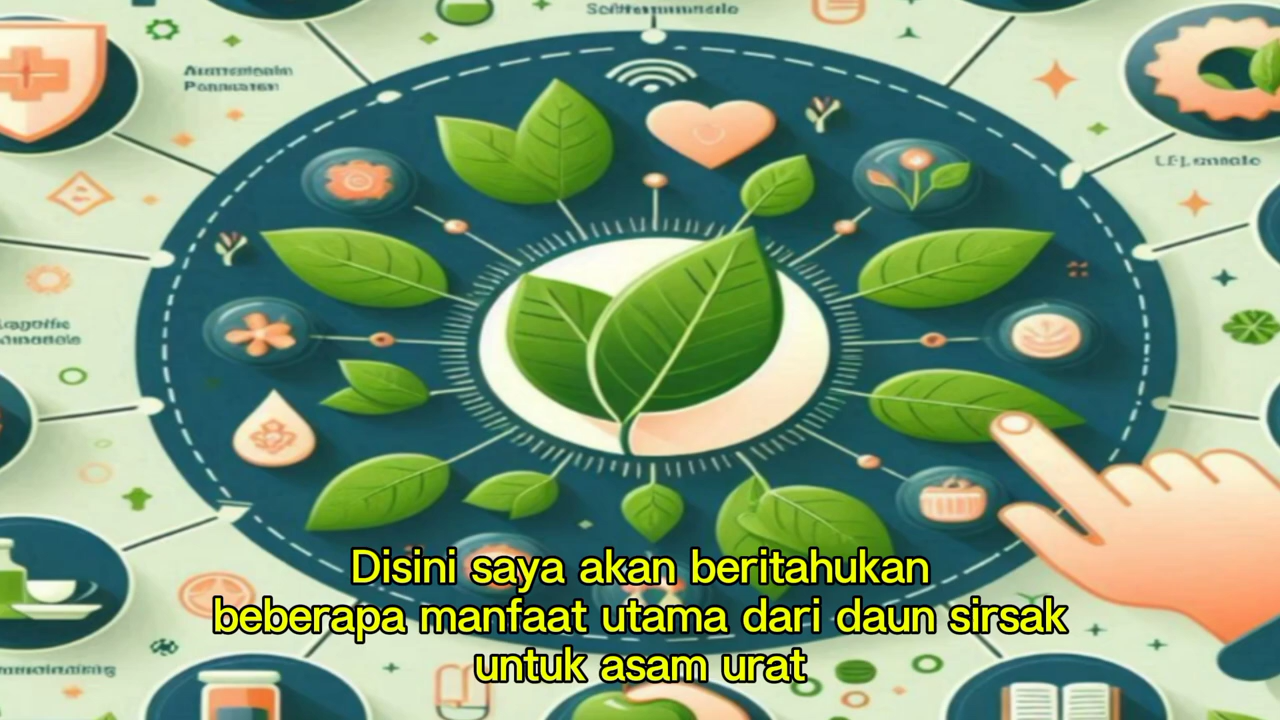 Disini saya akan beritahukan
beberapa manfaat utama dari daun sirsak
untuk asam urat